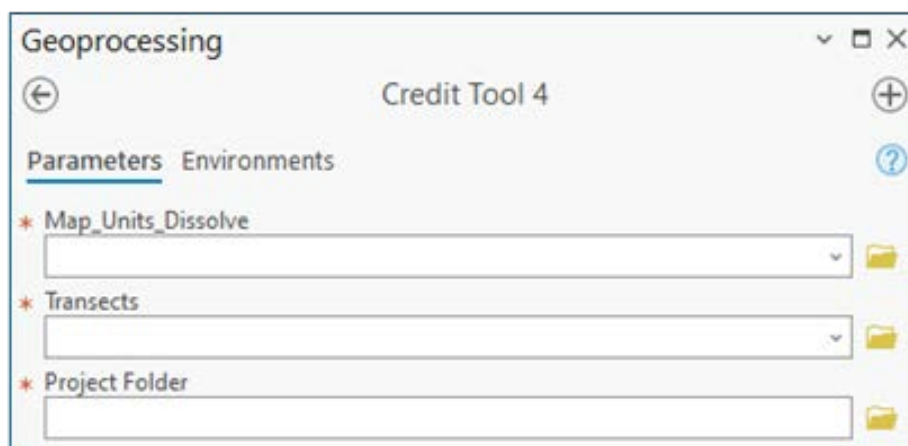 Geoprocessing
Credit Tool 4
Parameters Environments
* Map_Units_Dissolve
* Transects
* Project Folder